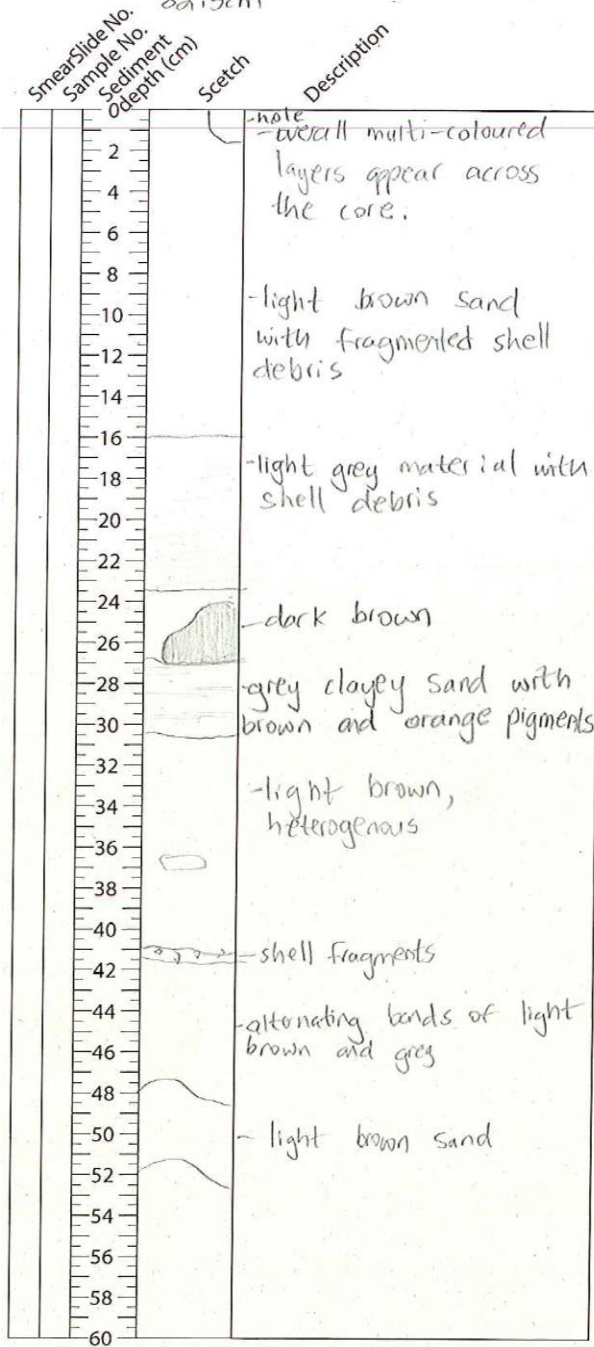 SmearSlide No.
Sample No.
Sediment
depth (cm)
Scetch
Description
0
2
4
6
8
10
12
14
16
18
20
22
24
26
28
30
32
34
36
38
40
42
44
46
48
50
52
54
56
58
60
-overall multi-coloured
layers appear across
the core.
-light brown sand
with fragmented shell
debris
-light grey material with
shell debris
-dark brown
-grey clayey sand with
brown and orange pigments
-light brown,
heterogenous
-shell fragments
-alternating bands of light
brown and grey
- light brown sand